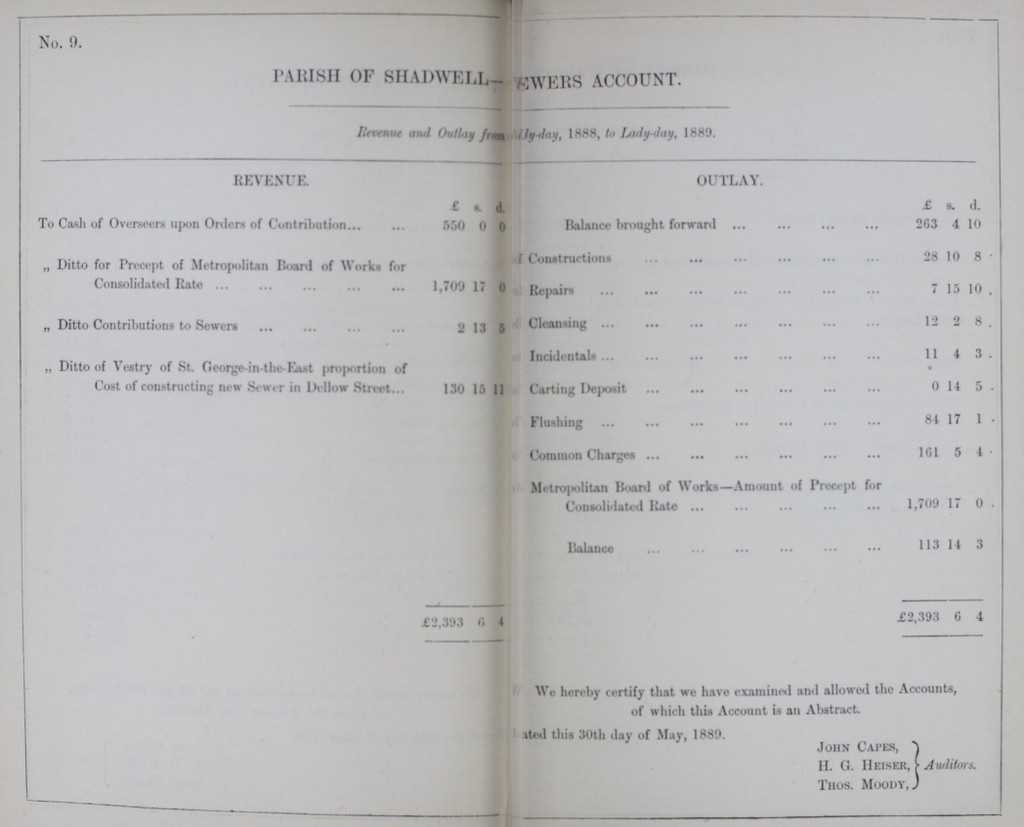 No. 9.
PARISH OF SHADWELL—EWERS ACCOUNT.
Revenue and Outlay from dy-day, 1888, to Lady-day, 1889.
REVENUE.
£ s. d.
To Cash of Overseers upon Orders of Contribution... ... 550 0 0
„ Ditto for Precept of Metropolitan Board of Works for
Consolidated Rate ... ... ... ... ... 1,709 17 0
„ Ditto Contributions to Sewers ... ... ... ... 2 13 5
„ Ditto of Vestry of St. George-in-the-East proportion of
Cost of constructing new Sewer in Dellow Street... 130 15 11
£2,393 6 4
OUTLAY.
£ s. d.
Balance brought forward ... ... ... ... 263 4 10
Constructions ... ... ... ... ... ... 28 10 8
Repairs ... ... ... ... ... ... ... 7 15 10
Cleansing ... ... ... ... ... ... ... 12 2 8
Incidentals ... ... ... ... ... ... ... 11 4 3
Carting Deposit ... ... ... ... ... ... 0 14 5
Flushing ... ... ... ... ... ... ... 84 17 1
Common Charges ... ... ... ... ... ... 161 5 4
Metropolitan Board of Works—Amount of Precept for
Consolidated Rate ... ... ... ... ... 1,709 17 0
Balance ... ... ... ... ... ... 113 14 3
£2,393 6 4
We hereby certify that we have examined and allowed the Accounts,
of which this Account is an Abstract.
ated this 30th day of May, 1889.
JOHN CAPES,
H. G. HEISER, } Auditors.
THOS. MOODY,